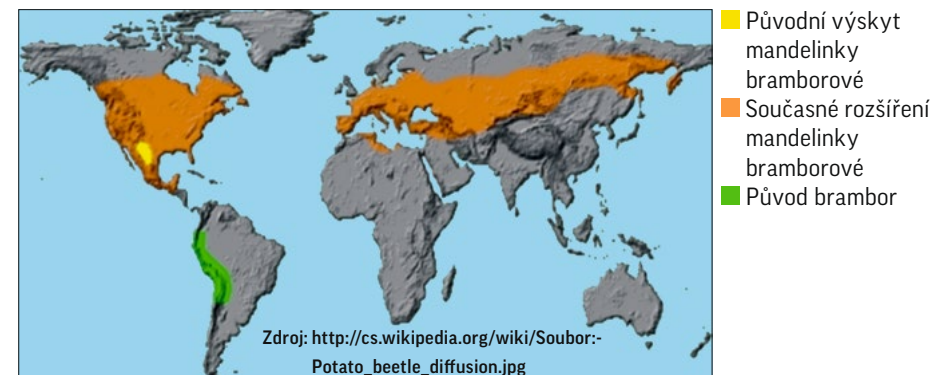 Původní výskyt
mandelinky
bramborové
Současné rozšíření
mandelinky
bramborové
Původ brambor
Zdroj: http://cs.wikipedia.org/wiki/Soubor:-
Potato_beetle_diffusion.jpg